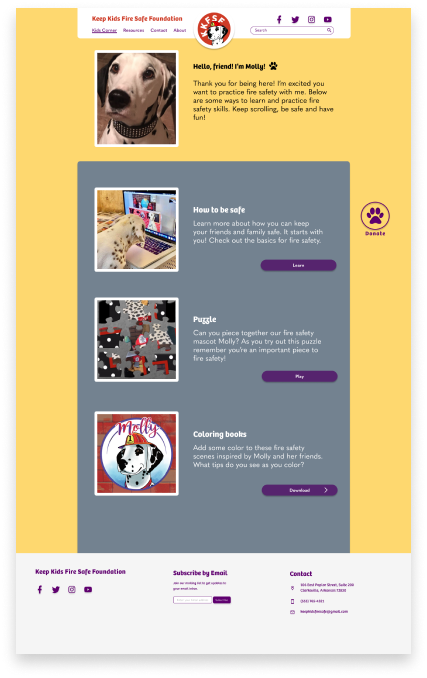 Keep Kids Fire Safe Foundation
KFSF
Kids Corner Resources Contact About
Search
Hello, friend! I'm Molly!
Thank you for being here! I'm excited you
want to practice fire safety with me. Below
are some ways to learn and practice fire
safety skills. Keep scrolling, be safe and have
fun!
Donate
How to be safe
Learn more about how you can keep
your friends and family safe. It starts with
you! Check out the basics for fire safety.
Learn
Puzzle
Can you piece together our fire safety
mascot Molly? As you try out this puzzle
remember you're an important piece to
fire safety!
Play
Molly
Coloring books
Add some color to these fire safety
scenes inspired by Molly and her friends.
What tips do you see as you color?
Download
Keep Kids Fire Safe Foundation
Subscribe by Email
Join our mailing list to get updates to
your email inbox.
Contact